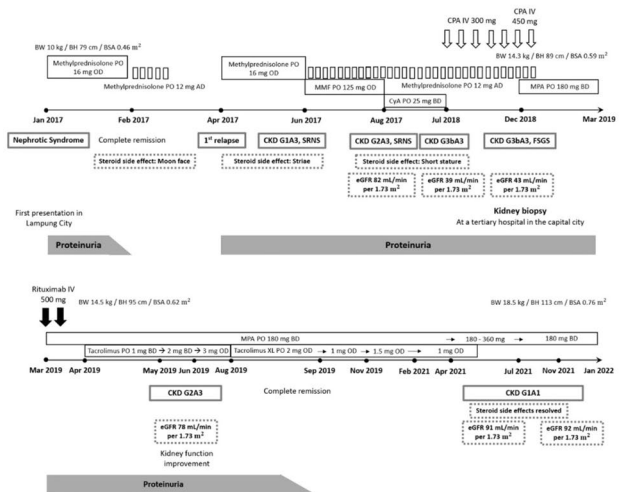 CPA IV 300 mg
CPA IV
450 mg
BW 10 kg / BH 79 cm / BSA 0.46 m²
BW 14.3 kg / BH 89 cm / BSA 0.59 m²
Methylprednisolone PO
16 mg OD
Methylprednisolone PO 12 mg AD
Methylprednisolone PO
16 mg OD
MMF PO 125 mg OD
Methylprednisolone PO 12 mg AD
MPA PO 180 mg BD
CyA PO 25 mg BD
Jan 2017
Feb 2017
Apr 2017
Jun 2017
Aug 2017
Jul 2018
Dec 2018
Mar 2019
Nephrotic Syndrome
Complete remission
1st relapse
CKD G1A3, SRNS
CKD G2A3, SRNS
CKD G3bA3
CKD G3bA3, FSGS
Steroid side effect: Moon face
Steroid side effect: Striae
Steroid side effect: Short stature
eGFR 82 mL/min
per 1.73 m²
eGFR 39 mL/min
per 1.73 m²
eGFR 43 mL/min
per 1.73 m²
First presentation in
Lampung City
Kidney biopsy
At a tertiary hospital in the capital city
Proteinuria
Proteinuria
Rituximab IV
500 mg
BW 14.5 kg / BH 95 cm / BSA 0.62 m²
BW 18.5 kg / BH 113 cm / BSA 0.76 m²
MPA PO 180 mg BD
180 - 360 mg
180 mg BD
Tacrolimus PO 1 mg BD → 2 mg BD → 3 mg OD
Tacrolimus XL PO 2 mg OD → 1 mg OD → 1.5 mg OD → 1 mg OD
Mar 2019
Apr 2019
May 2019
Jun 2019
Aug 2019
Sep 2019
Nov 2019
Feb 2021
Apr 2021
Jul 2021
Nov 2021
Jan 2022
CKD G2A3
Complete remission
CKD G1A1
Steroid side effects resolved
eGFR 78 mL/min
per 1.73 m²
eGFR 91 mL/min
per 1.73 m²
eGFR 92 mL/min
per 1.73 m²
Kidney function
improvement
Proteinuria